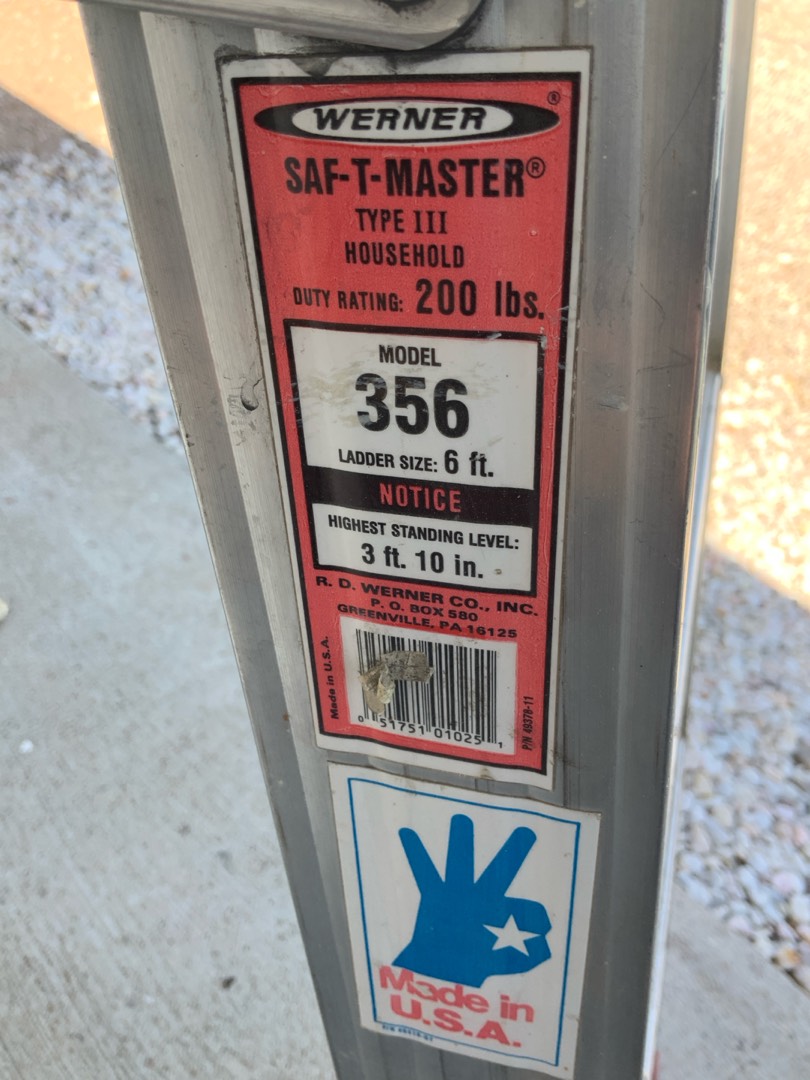 WERNER®
SAF-T-MASTER®
TYPE III
HOUSEHOLD
DUTY RATING: 200 lbs.
MODEL
356
LADDER SIZE: 6 ft.
NOTICE
HIGHEST STANDING LEVEL:
3 ft. 10 in.
R. D. WERNER CO., INC.
P. O. BOX 580
GREENVILLE, PA 16125
Made in U.S.A.
0 51751 01025 1
P/N 49378-11
Made in
U.S.A.